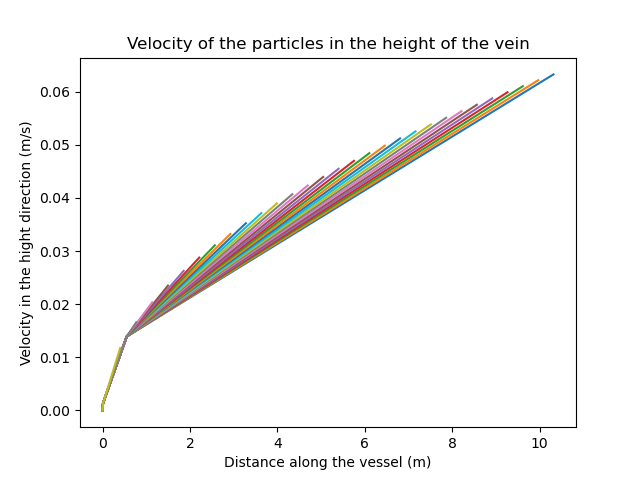 Velocity of the particles in the height of the vein
Velocity in the hight direction (m/s)
0.06
0.05
0.04
0.03
0.02
0.01
0.00
0 2 4 6 8 10
Distance along the vessel (m)